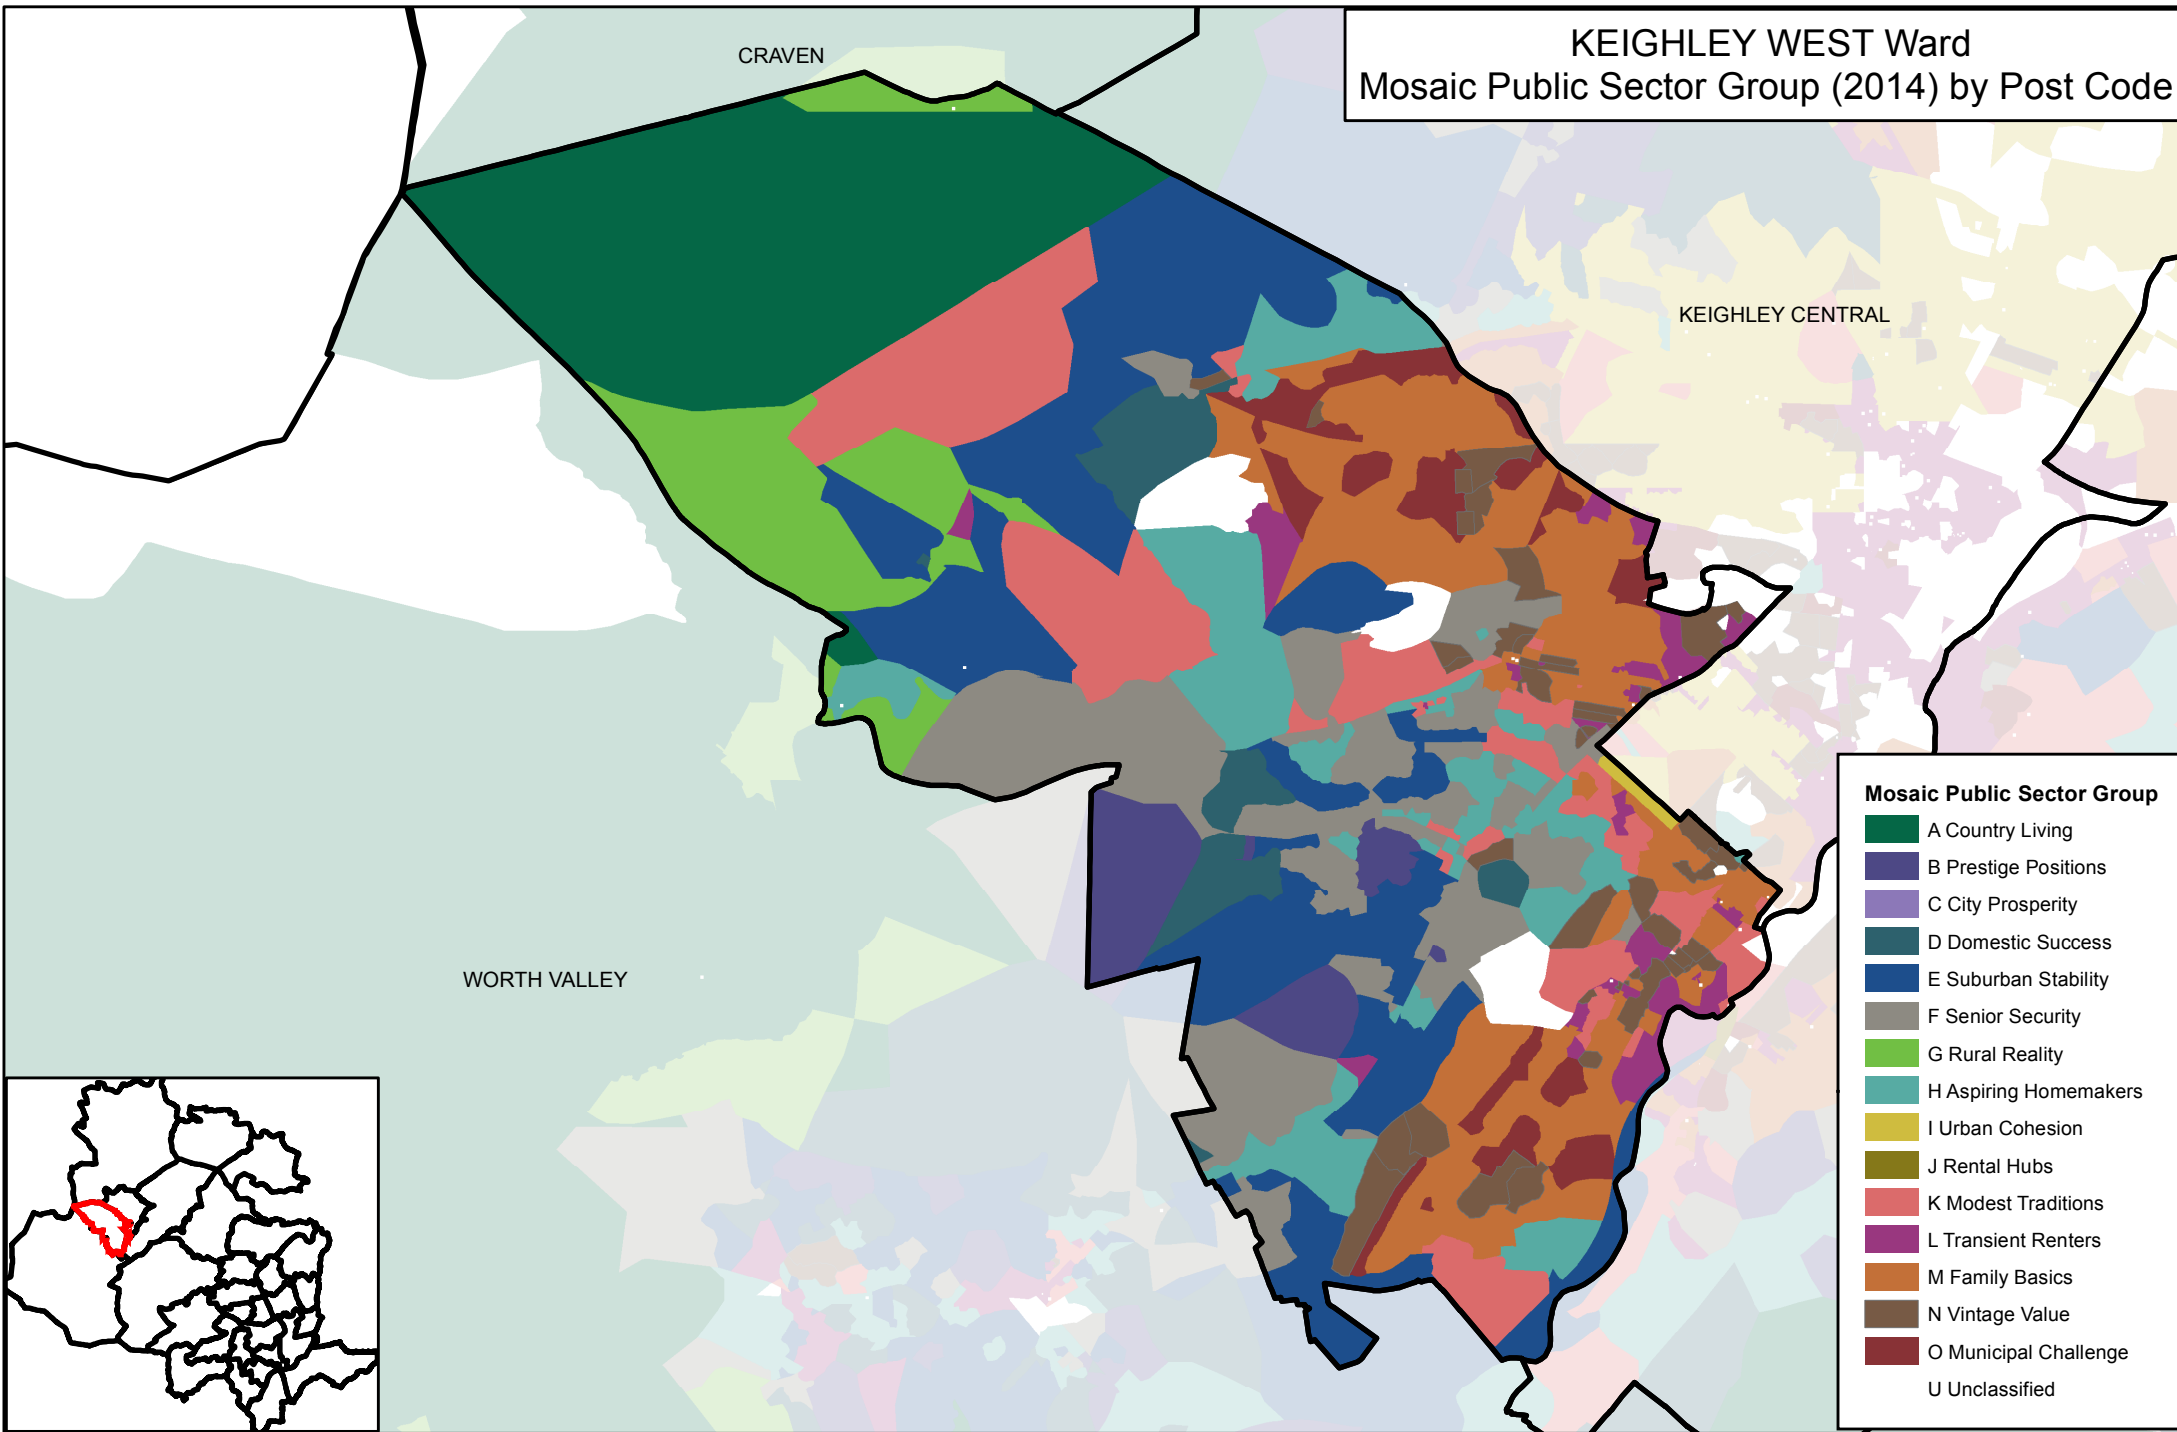 KEIGHLEY WEST Ward
Mosaic Public Sector Group (2014) by Post Code
CRAVEN
KEIGHLEY CENTRAL
WORTH VALLEY
Mosaic Public Sector Group
A Country Living
B Prestige Positions
C City Prosperity
D Domestic Success
E Suburban Stability
F Senior Security
G Rural Reality
H Aspiring Homemakers
I Urban Cohesion
J Rental Hubs
K Modest Traditions
L Transient Renters
M Family Basics
N Vintage Value
O Municipal Challenge
U Unclassified